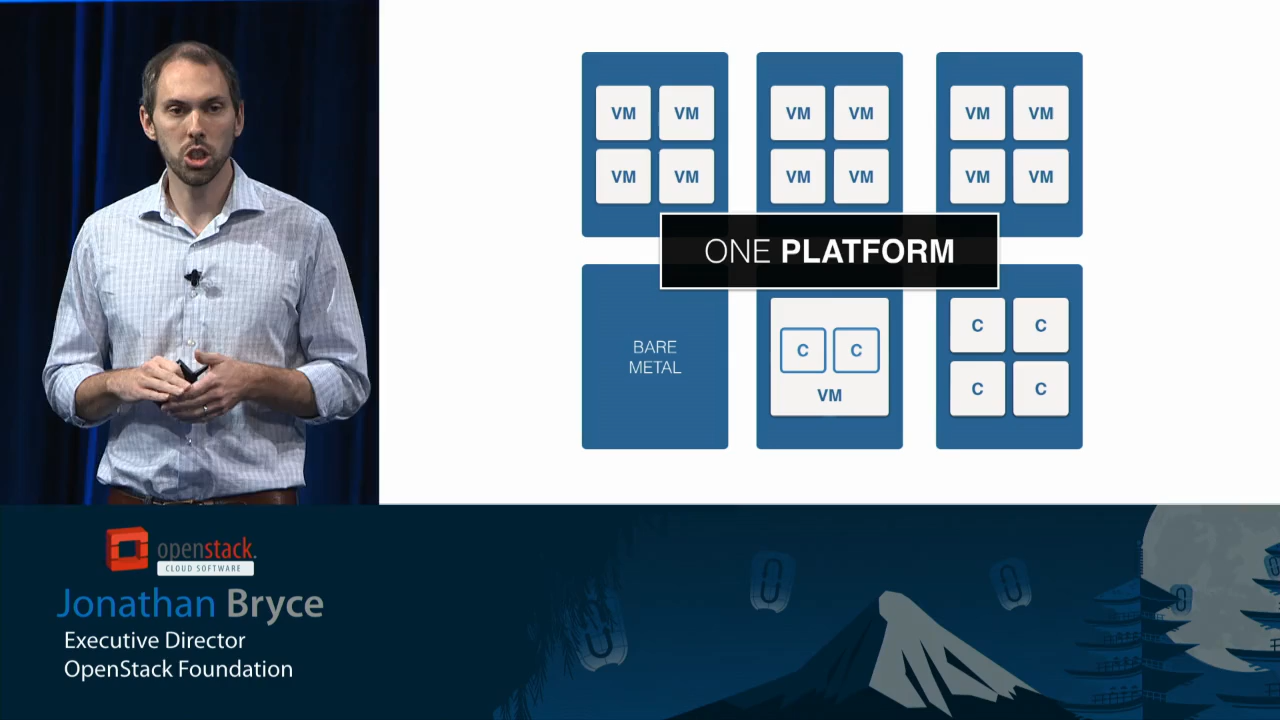 VM VM VM VM VM VM
VM VM VM VM VM VM
ONE PLATFORM
BARE
METAL
C C
VM
C C
C C
openstack.
CLOUD SOFTWARE
Jonathan Bryce
Executive Director
OpenStack Foundation